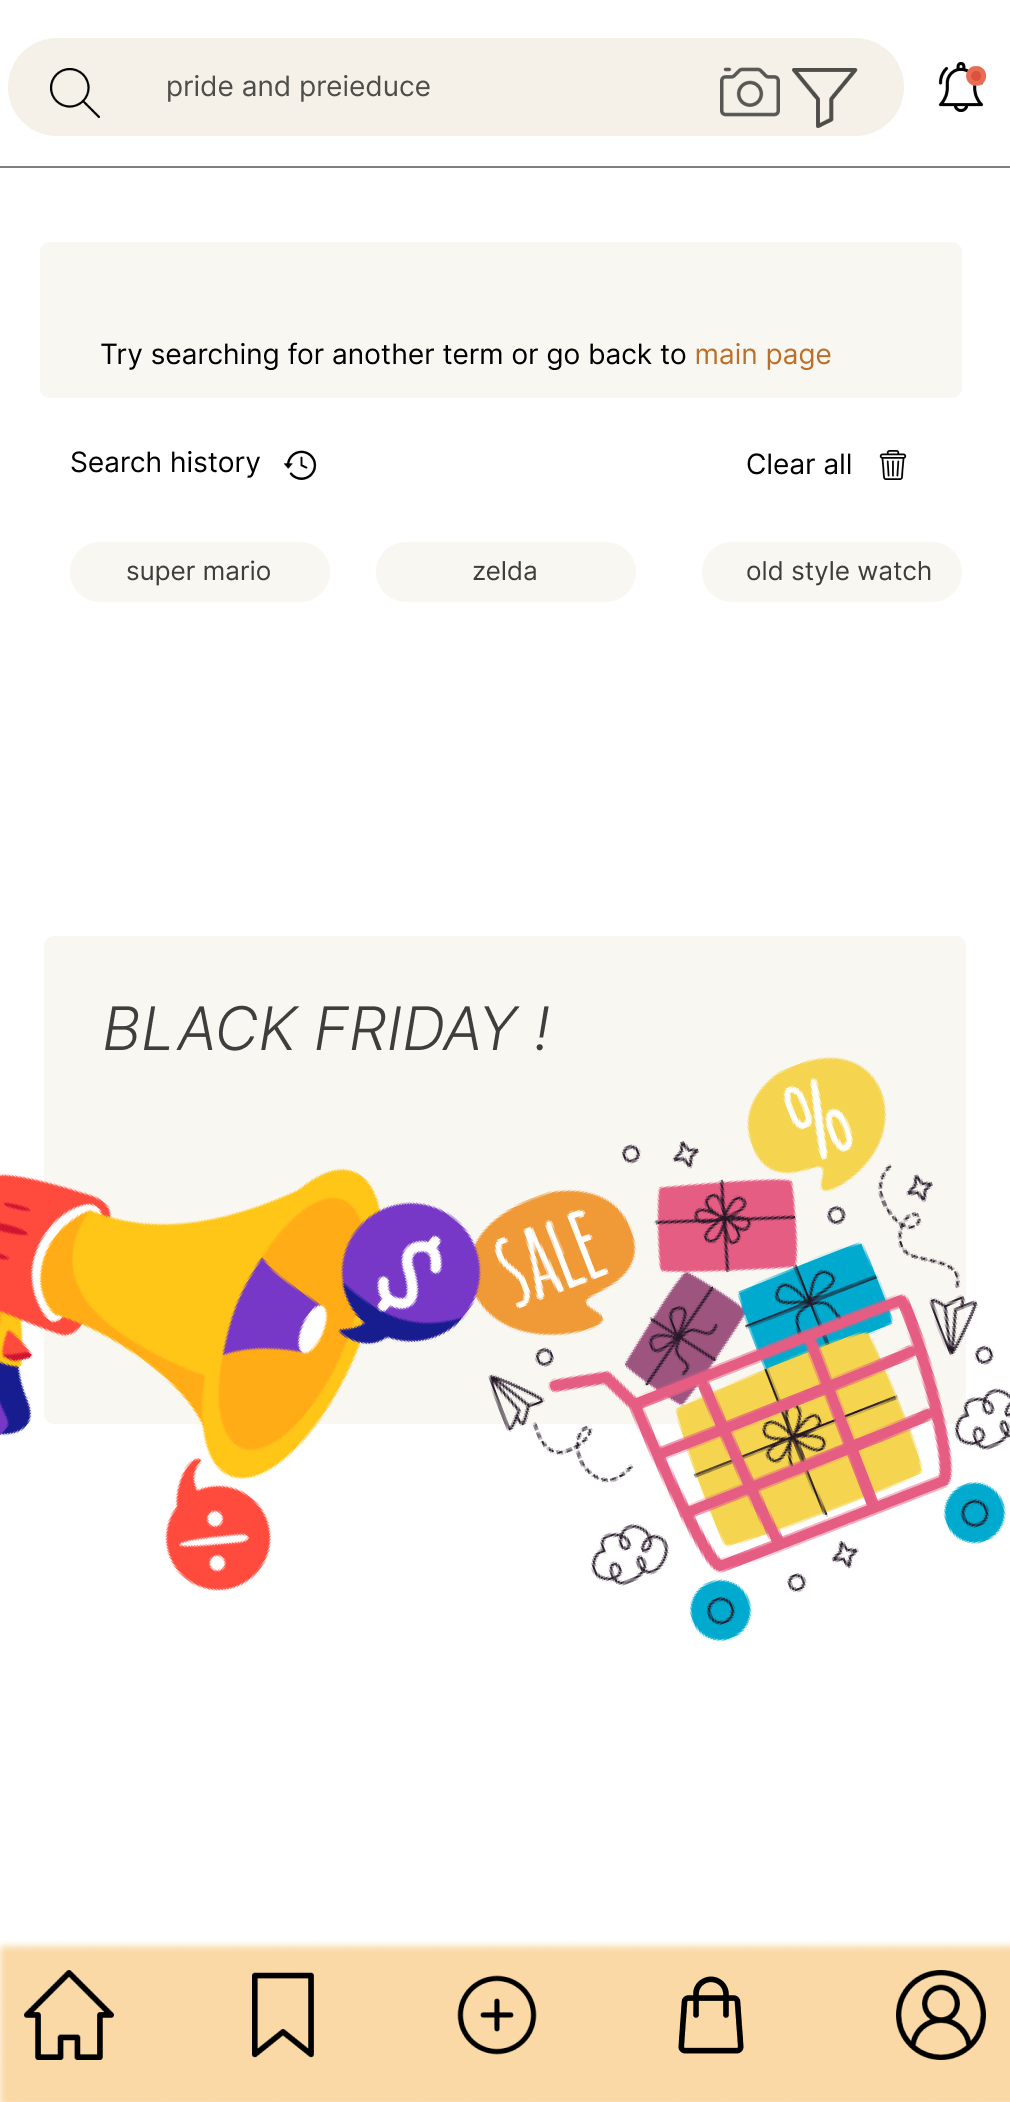 pride and preieduce
Try searching for another term or go back to main page
Search history
Clear all
super mario
zelda
old style watch
BLACK FRIDAY !
%
$
SALE